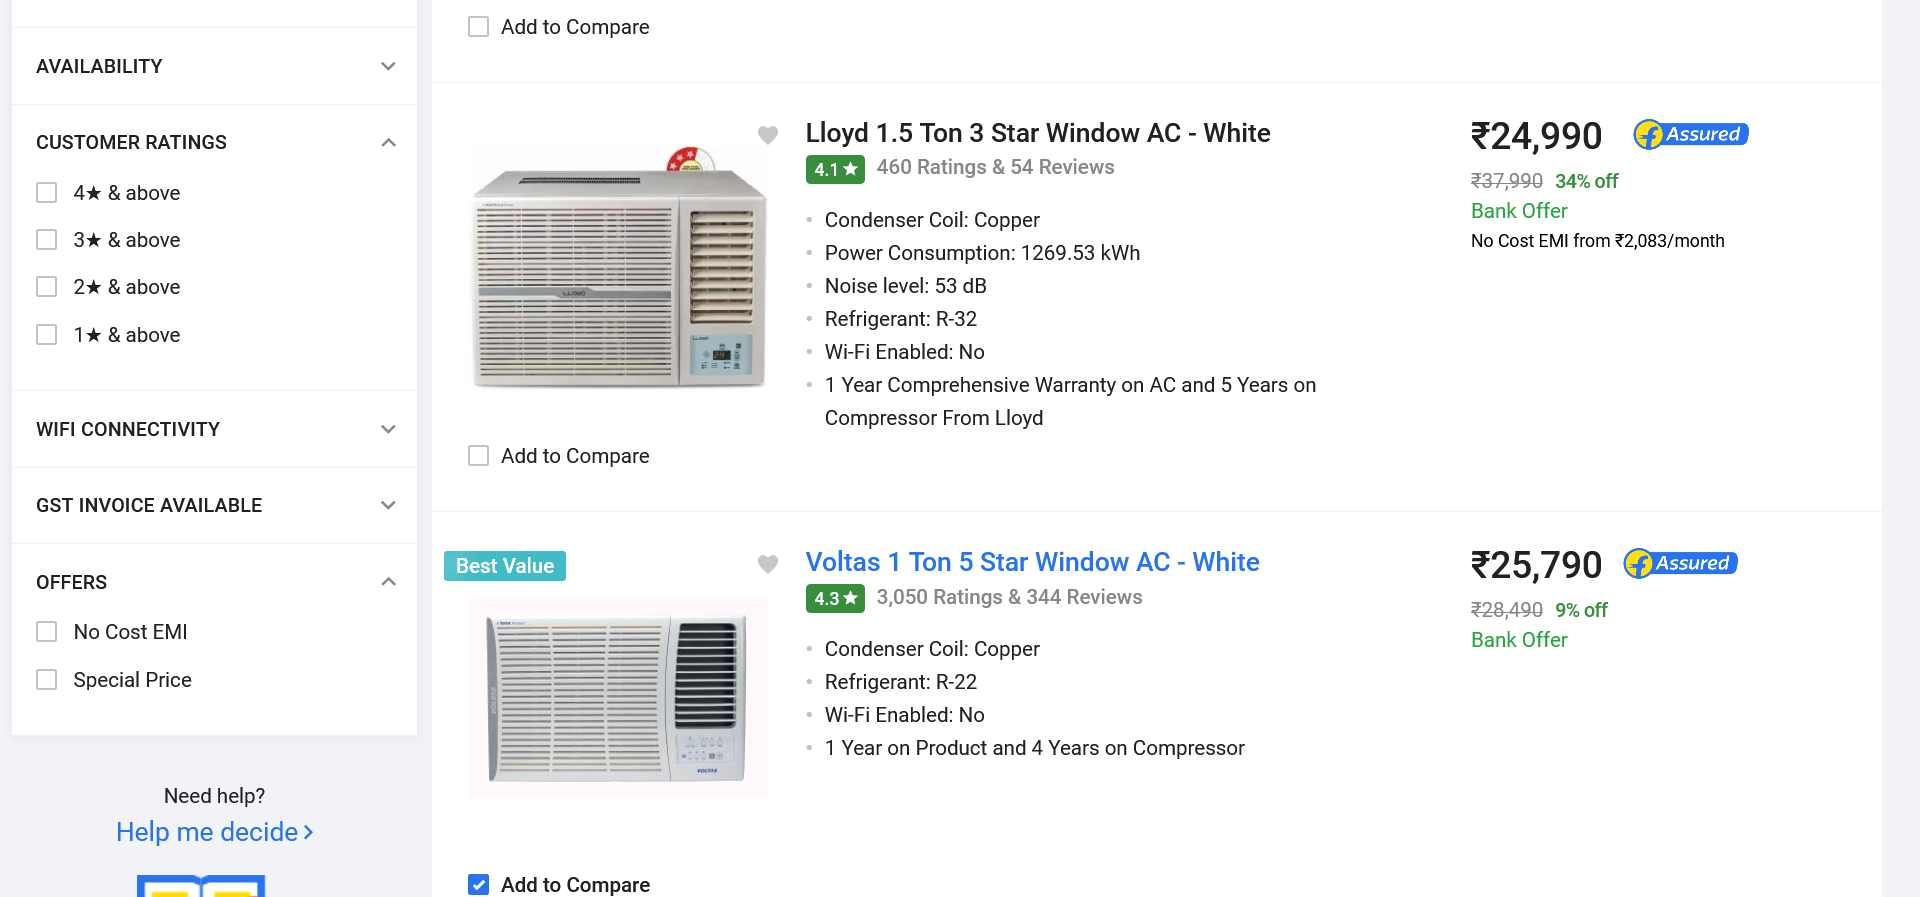 Add to Compare
AVAILABILITY
CUSTOMER RATINGS
4★ & above
3★ & above
2★ & above
1★ & above
WIFI CONNECTIVITY
GST INVOICE AVAILABLE
OFFERS
No Cost EMI
Special Price
Need help?
Help me decide
Lloyd 1.5 Ton 3 Star Window AC - White
4.1★ 460 Ratings & 54 Reviews
Condenser Coil: Copper
Power Consumption: 1269.53 kWh
Noise level: 53 dB
Refrigerant: R-32
Wi-Fi Enabled: No
1 Year Comprehensive Warranty on AC and 5 Years on
Compressor From Lloyd
₹24,990 Assured
₹37,990 34% off
Bank Offer
No Cost EMI from ₹2,083/month
Add to Compare
Best Value
VOLTAS
Voltas 1 Ton 5 Star Window AC - White
4.3★ 3,050 Ratings & 344 Reviews
Condenser Coil: Copper
Refrigerant: R-22
Wi-Fi Enabled: No
1 Year on Product and 4 Years on Compressor
₹25,790 Assured
₹28,490 9% off
Bank Offer
Add to Compare